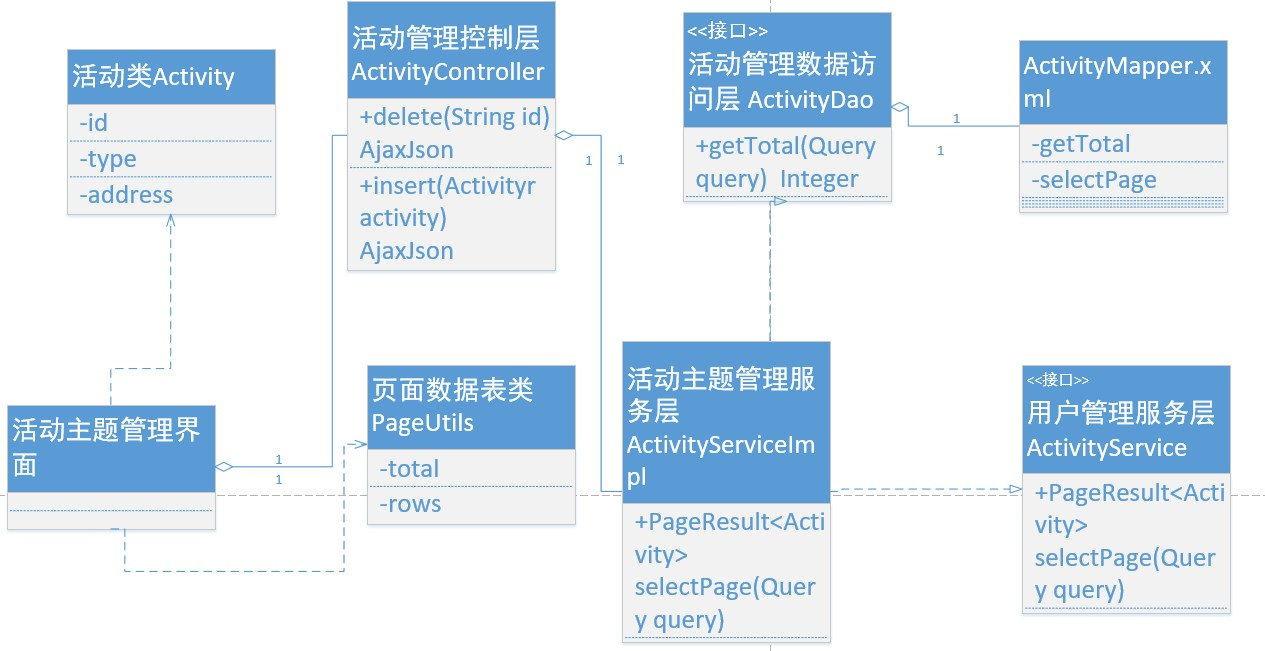 活动类Activity
-id
-type
-address
活动管理控制层
ActivityController
+delete(String id)
AjaxJson
+insert(Activityr
activity)
AjaxJson
1
1
<<接口>>
活动管理数据访
问层 ActivityDao
+getTotal(Query
query) Integer
1
1
ActivityMapper.x
ml
-getTotal
-selectPage
活动主题管理界
面
1
1
页面数据表类
PageUtils
-total
-rows
活动主题管理服
务层
ActivityServiceIm
pl
+PageResult<Acti
vity>
selectPage(Quer
y query)
<<接口>>
用户管理服务层
ActivityService
+PageResult<Acti
vity>
selectPage(Quer
y query)